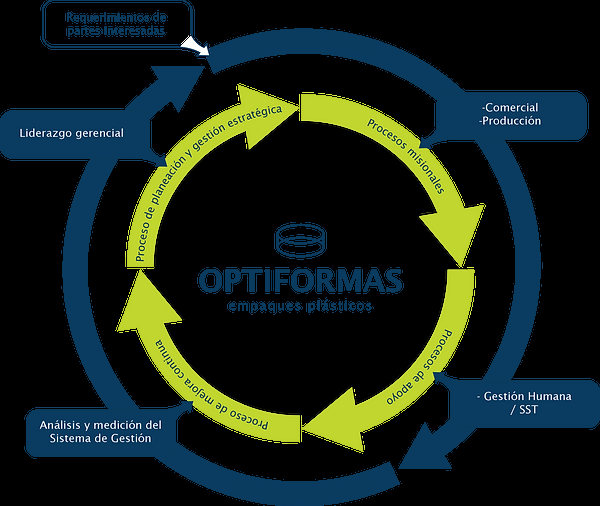 Requerimientos de
partes interesadas
-Comercial
-Producción
Liderazgo gerencial
Proceso de planeación y gestión estratégica
Procesos misionales
OPTIFORMAS
empaques plásticos
Procesos de apoyo
Proceso de mejora continua
- Gestión Humana
/ SST
Análisis y medición del
Sistema de Gestión